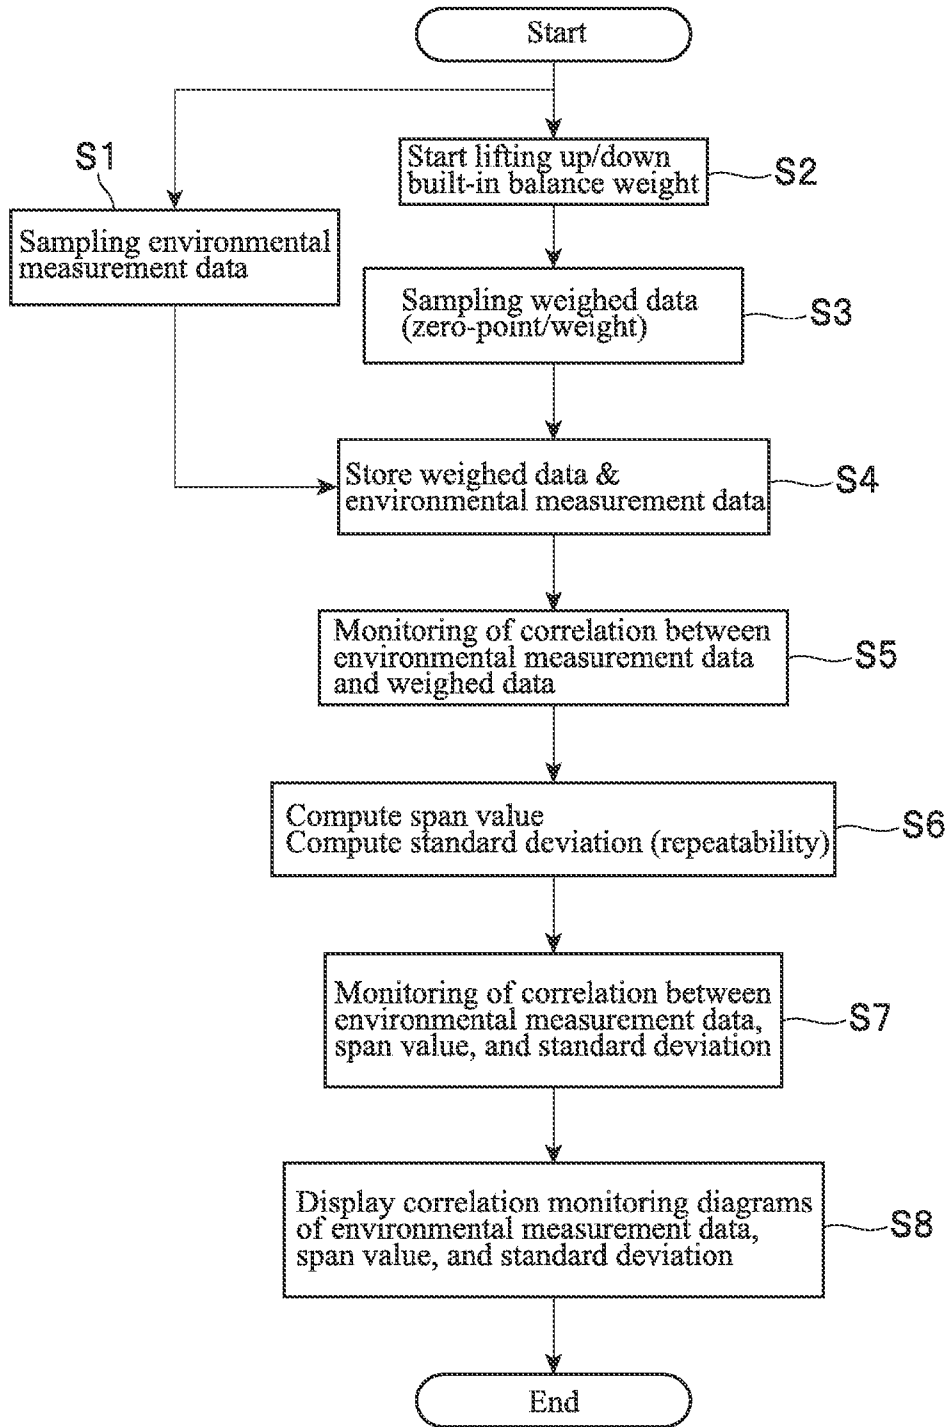 Start
S1
Sampling environmental
measurement data
Start lifting up/down
built-in balance weight
S2
Sampling weighed data
(zero-point/weight)
S3
Store weighed data &
environmental measurement data
S4
Monitoring of correlation between
environmental measurement data
and weighed data
S5
Compute span value
Compute standard deviation (repeatability)
S6
Monitoring of correlation between
environmental measurement data,
span value, and standard deviation
S7
Display correlation monitoring diagrams
of environmental measurement data,
span value, and standard deviation
S8
End